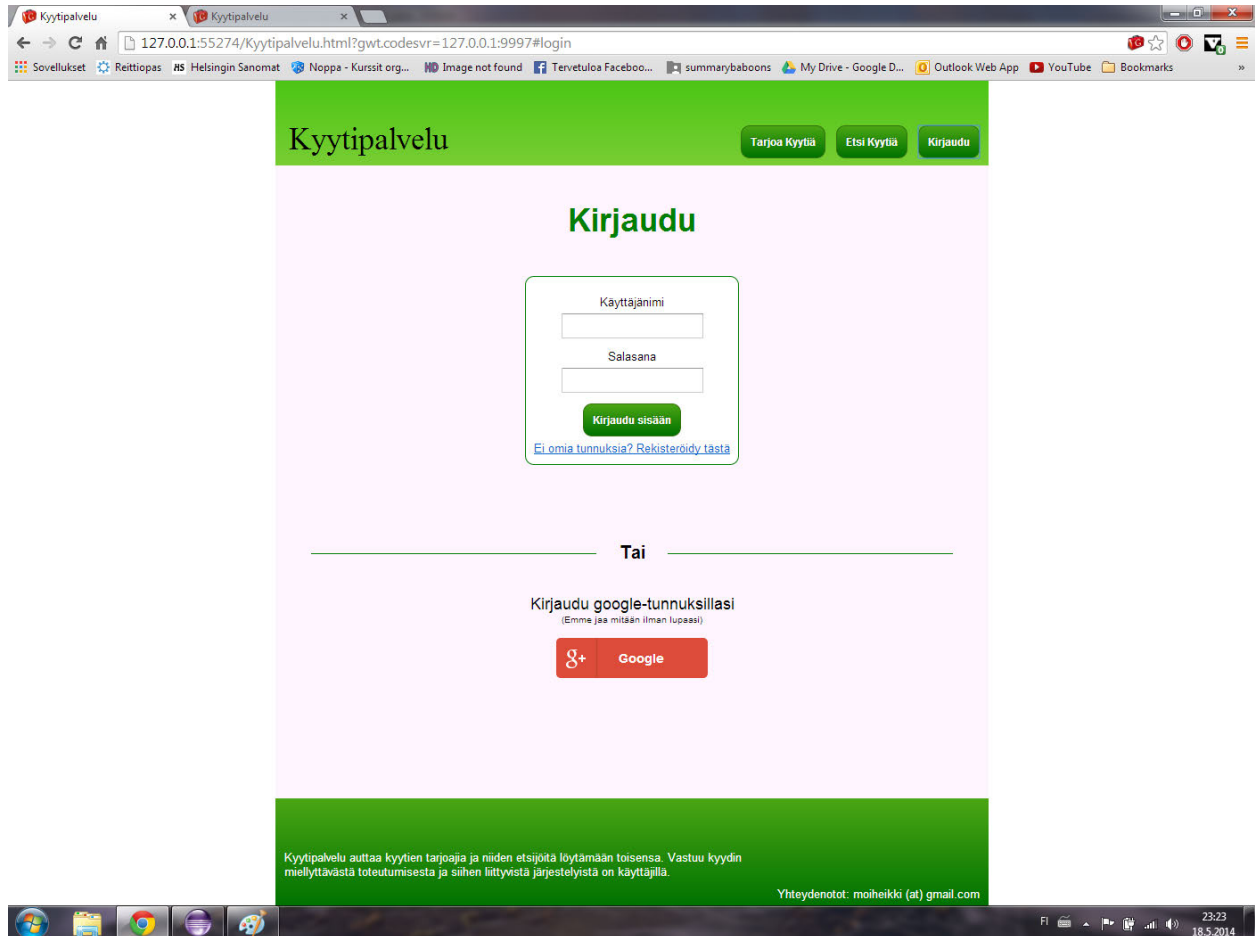 Kyytipalvelu
Kyytipalvelu
127.0.0.1:55274/Kyytipalvelu.html?gwt.codesvr=127.0.0.1:9997#login
Sovellukset Reittiopas HS Helsingin Sanomat Noppa - Kurssit org... Image not found Tervetuloa Faceboo... summarybaboons My Drive - Google D... Outlook Web App YouTube Bookmarks »
Kyytipalvelu
Tarjoa Kyytiä Etsi Kyytiä Kirjaudu
Kirjaudu
Käyttäjänimi
Salasana
Kirjaudu sisään
Ei omia tunnuksia? Rekisteröidy tästä
Tai
Kirjaudu google-tunnuksillasi
(Emme jaa mitään ilman lupaasi)
g+ Google
Kyytipalvelu auttaa kyytien tarjoajia ja niiden etsijöitä löytämään toisensa. Vastuu kyydin
miellyttävästä toteutumisesta ja siihen liittyvistä järjestelyistä on käyttäjillä.
Yhteydenotot: moiheikki (at) gmail.com
FI 23:23
18.5.2014